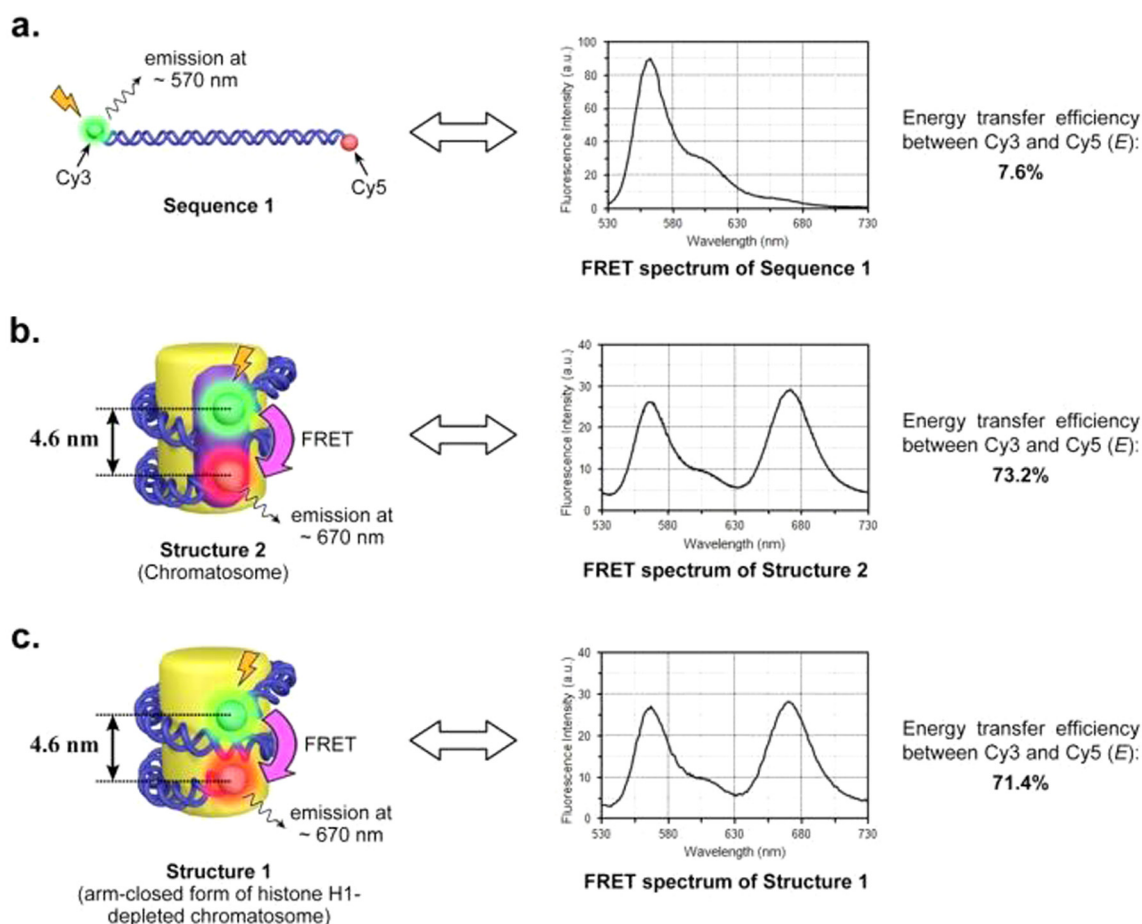 a.
emission at
~ 570 nm
Cy3
Cy5
Sequence 1
Fluorescence Intensity (a.u.)
100
80
60
40
20
0
530 580 630 680 730
Wavelength (nm)
FRET spectrum of Sequence 1
Energy transfer efficiency
between Cy3 and Cy5 (E):
7.6%
b.
4.6 nm
FRET
emission at
~ 670 nm
Structure 2
(Chromatosome)
Fluorescence Intensity (a.u.)
40
30
20
10
0
530 580 630 680 730
Wavelength (nm)
FRET spectrum of Structure 2
Energy transfer efficiency
between Cy3 and Cy5 (E):
73.2%
c.
4.6 nm
FRET
emission at
~ 670 nm
Structure 1
(arm-closed form of histone H1-
depleted chromatosome)
Fluorescence Intensity (a.u.)
40
30
20
10
0
530 580 630 680 730
Wavelength (nm)
FRET spectrum of Structure 1
Energy transfer efficiency
between Cy3 and Cy5 (E):
71.4%